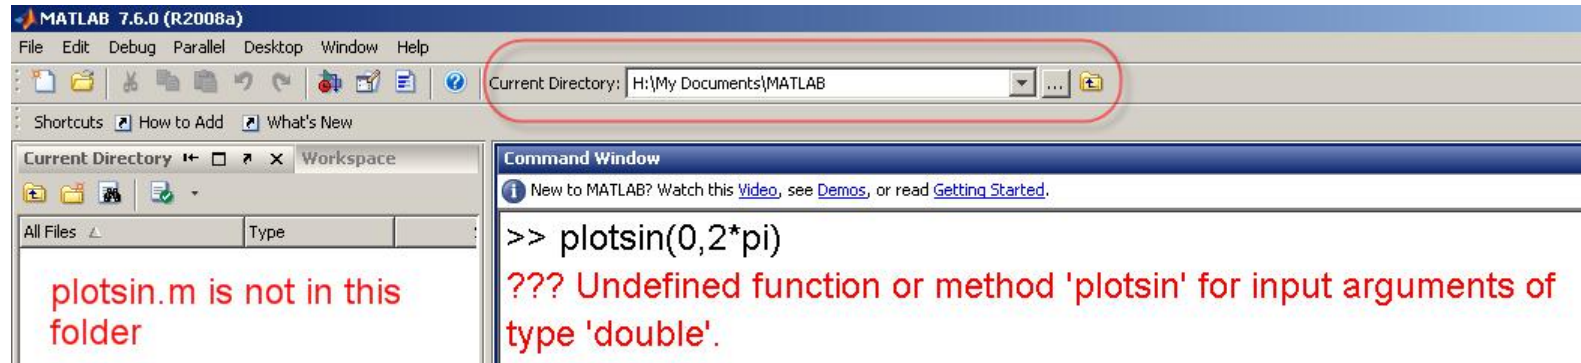 MATLAB 7.6.0 (R2008a)
File Edit Debug Parallel Desktop Window Help
Current Directory: H:\My Documents\MATLAB ...
Shortcuts How to Add What's New
Current Directory Workspace
Command Window
New to MATLAB? Watch this Video, see Demos, or read Getting Started.
All Files Type
plotsin.m is not in this
folder
>> plotsin(0,2*pi)
??? Undefined function or method 'plotsin' for input arguments of
type 'double'.